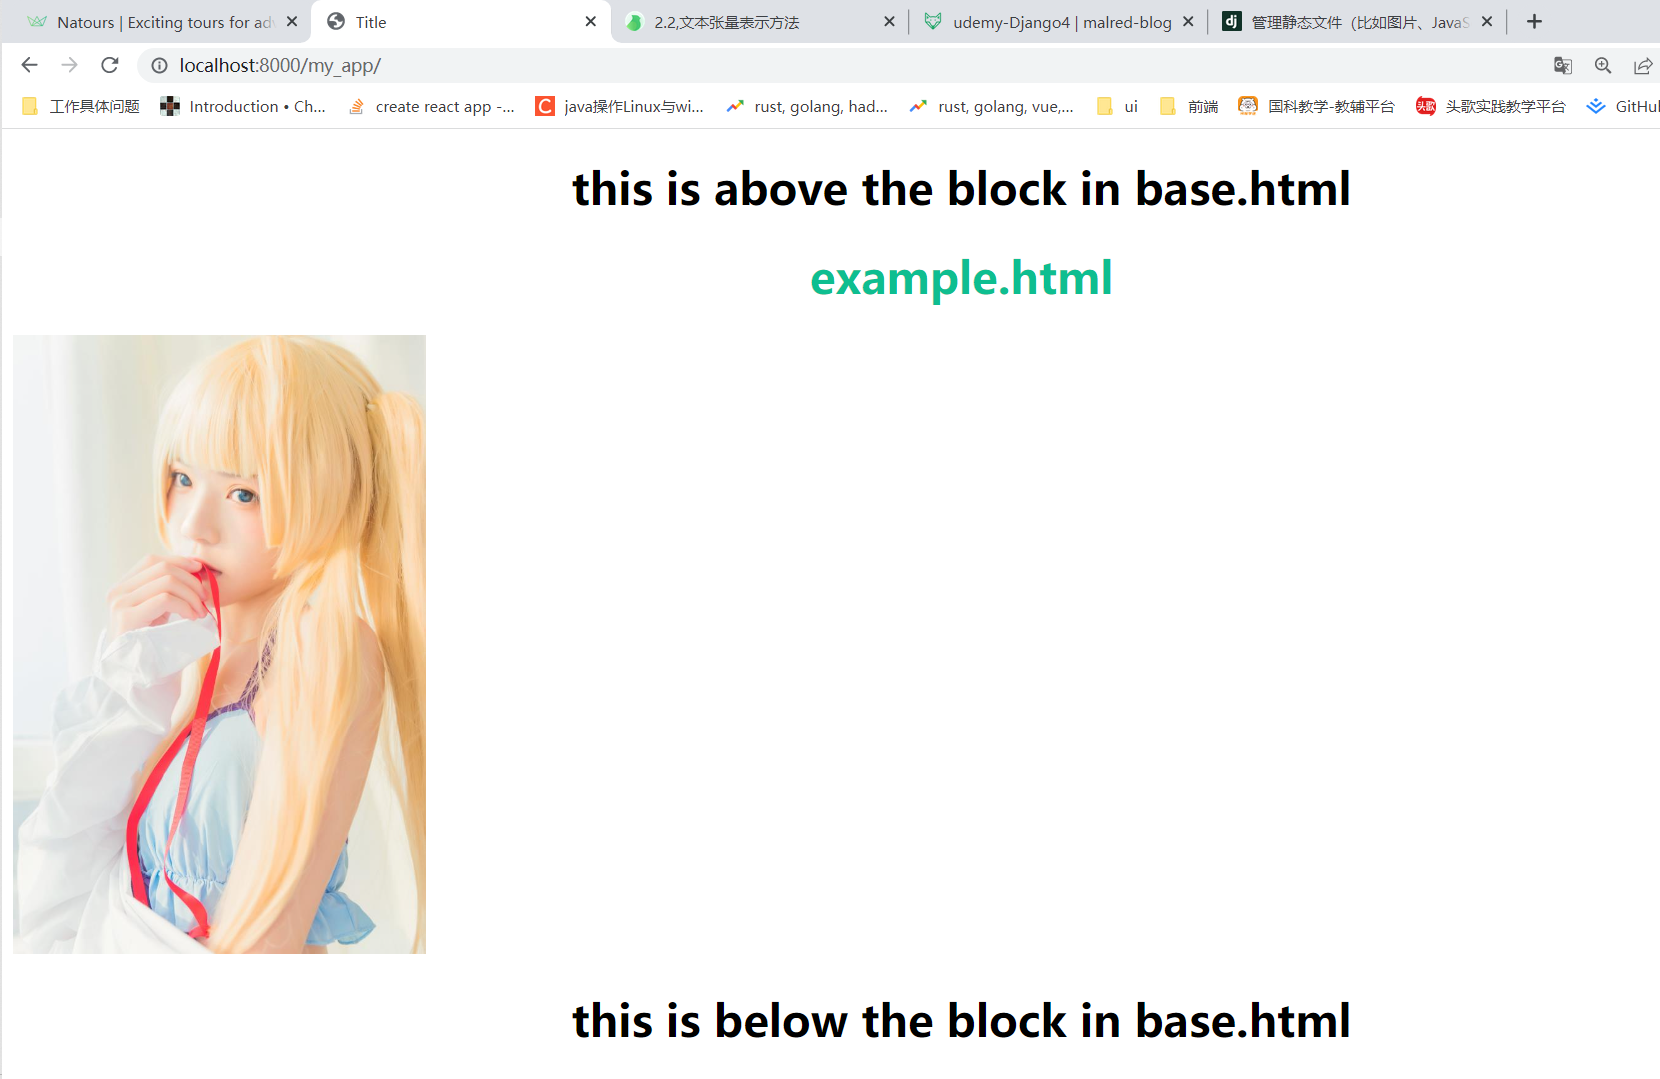 Natours | Exciting tours for adv
Title
2.2,文本张量表示方法
udemy-Django4 | malred-blog
管理静态文件（比如图片、JavaS
localhost:8000/my_app/
工作具体问题
Introduction • Ch...
create react app -...
java操作Linux与wi...
rust, golang, had...
rust, golang, vue,...
ui
前端
国科教学-教辅平台
头歌
头歌实践教学平台
GitHul
this is above the block in base.html
example.html
this is below the block in base.html